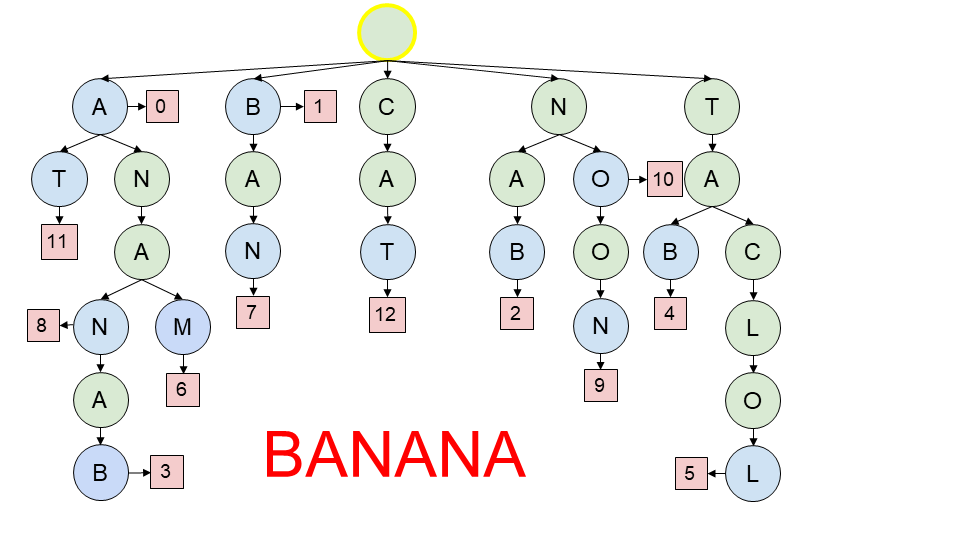 A 0 B 1 C N T
T N A A A O 10 A
11 A N T B O B C
8 N M 7 12 2 N 4 L
6 9
A O
BANANA
B 3 5 L